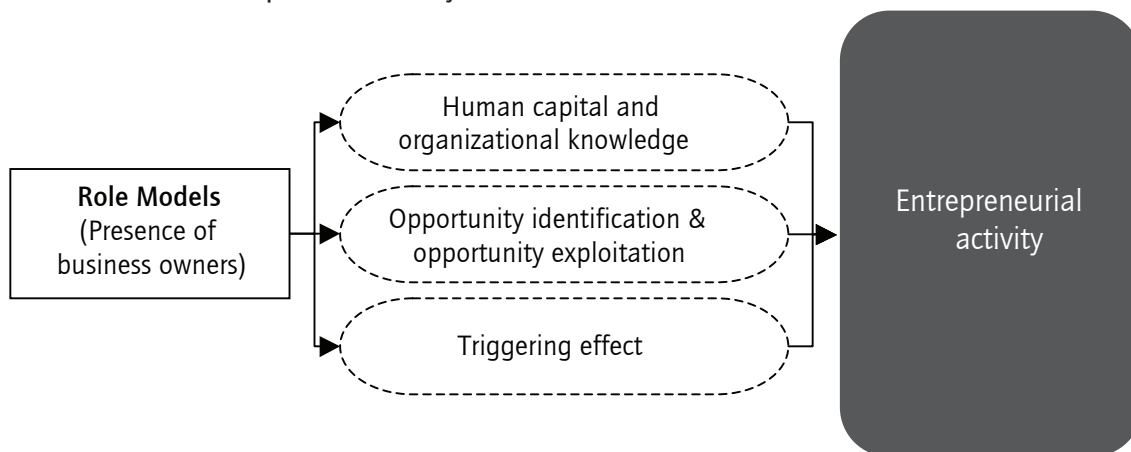 Human capital and
organizational knowledge
Role Models
(Presence of
business owners)
Opportunity identification &
opportunity exploitation
Triggering effect
Entrepreneurial
activity